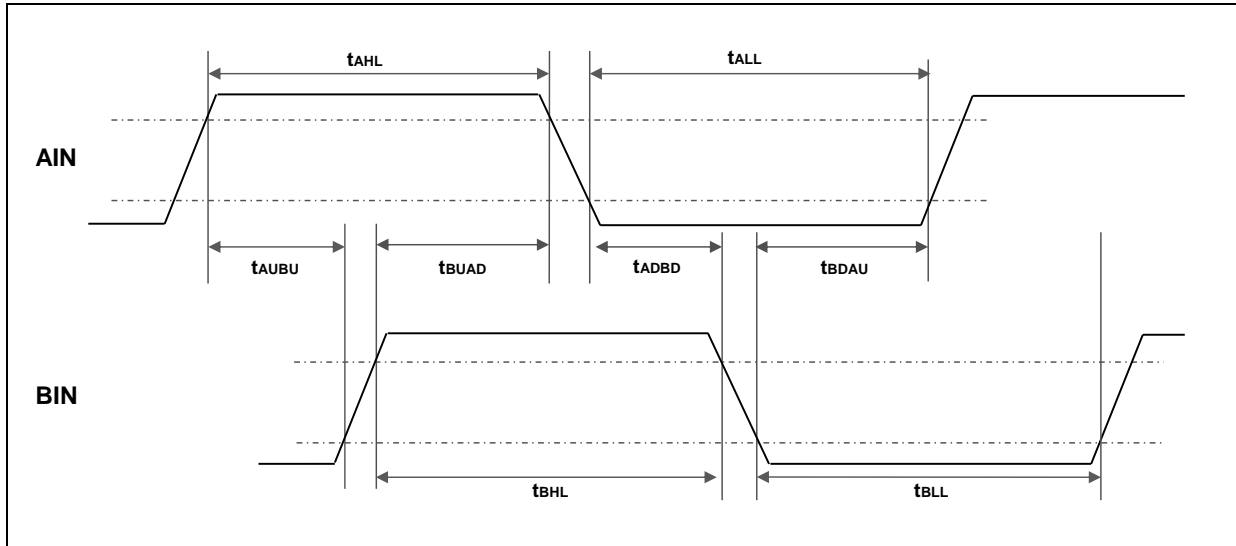 tAHL tALL
AIN
tAUBU tBUAD tADBD tBDAU
BIN
tBHL tBLL